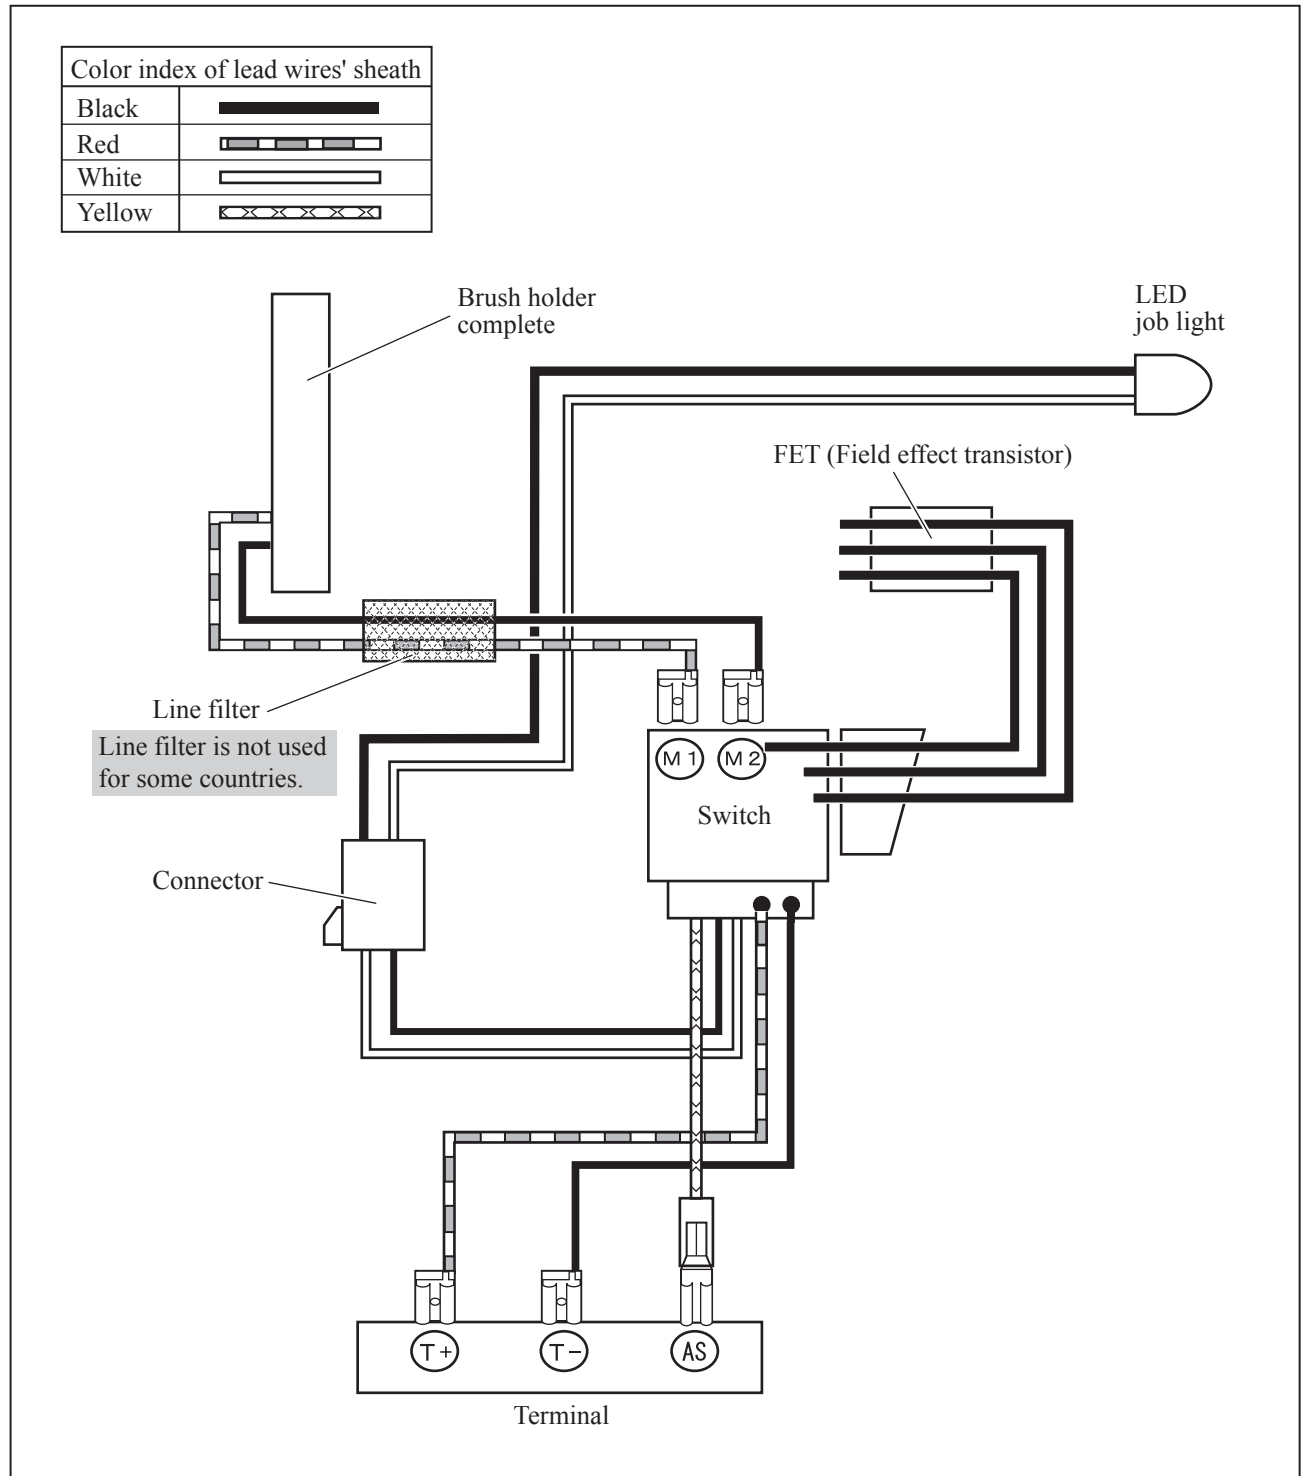 Color index of lead wires' sheath
Black
Red
White
Yellow
Brush holder
complete
LED
job light
FET (Field effect transistor)
Line filter
Line filter is not used
for some countries.
M 1
M 2
Switch
Connector
T +
T -
AS
Terminal